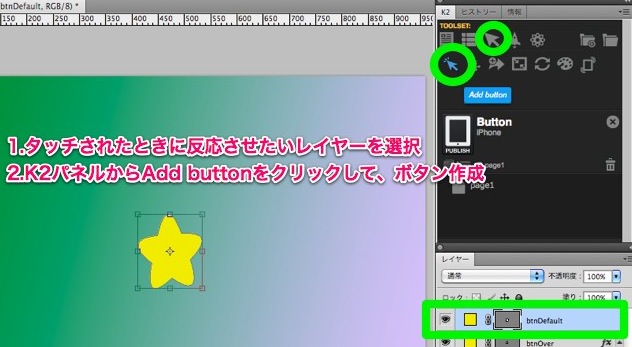 btnDefault, RGB/8) *
350 400 450 500 550 600 650 700 750 800 850 900 950
1.タッチされたときに反応させたいレイヤーを選択
2.K2パネルからAdd buttonをクリックして、ボタン作成
K2 ヒストリー 情報
TOOLSET:
Add button
Button
iPhone
PUBLISH
page1
page1
レイヤー
通常 不透明度: 100%
ロック: 塗り: 100%
btnDefault
btnOver fx